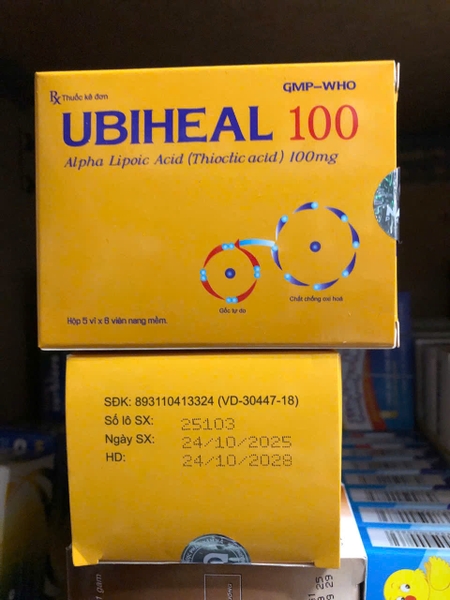 GMP-WHO
Rx Thuốc kê đơn
UBIHEAL 100
Alpha Lipoic Acid (Thioctic acid) 100mg
Gốc tự do
Chất chống oxi hoá
Hộp 5 vỉ x 8 viên nang mềm.
SĐK: 893110413324 (VD-30447-18)
Số lô SX: 25103
Ngày SX: 24/10/2025
HD: 24/10/2028